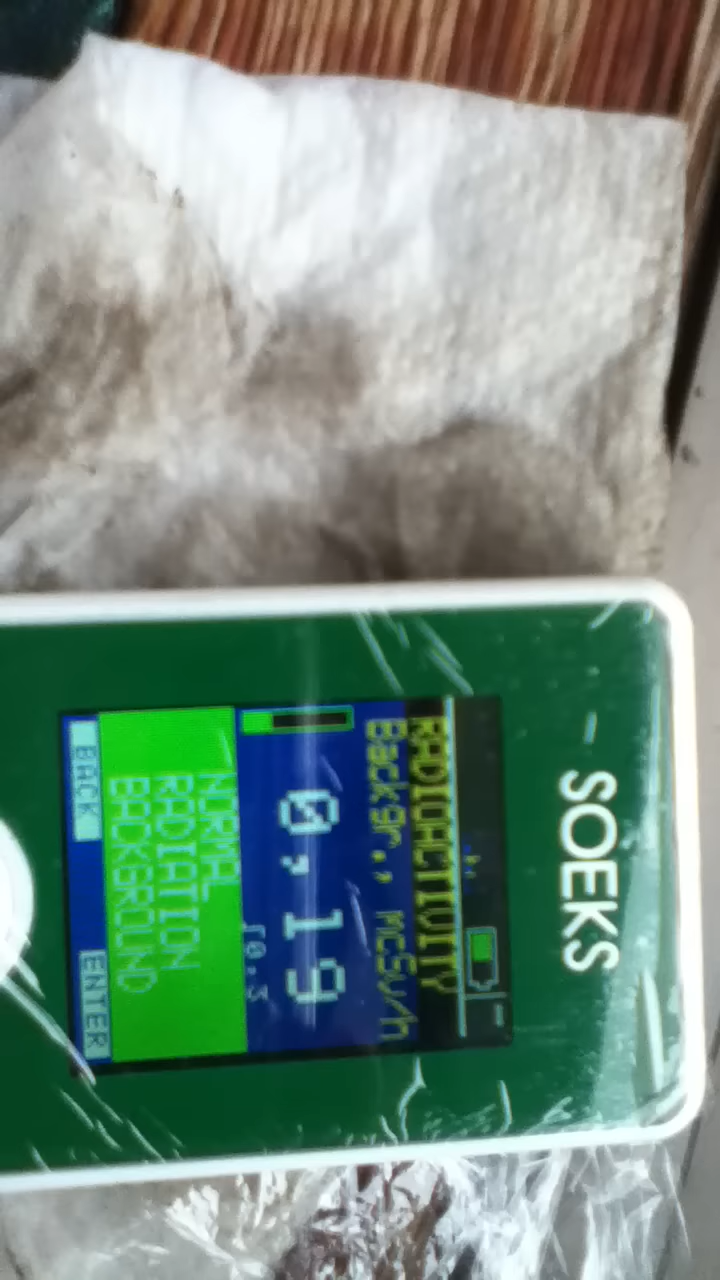 SOEKS
RADIOACTIVITY
Backgr., mcSv/h
0,19
NORMAL
RADIATION
BACKGROUND
BACK ENTER